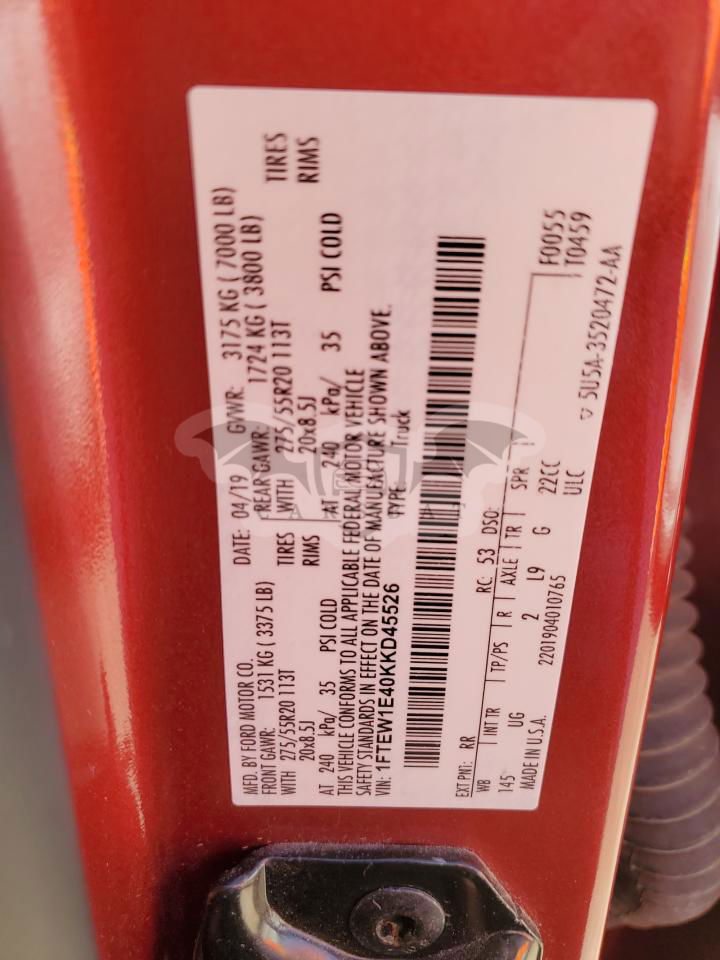 MFD. BY FORD MOTOR CO.
DATE: 04/19 GVWR: 3175 KG ( 7000 LB)
FRONT GAWR: 1531 KG ( 3375 LB) REAR GAWR: 1724 KG ( 3800 LB)
WITH 275/55R20 113T TIRES WITH 275/55R20 113T TIRES
20x8.5J RIMS 20x8.5J RIMS
AT 240 kPa/ 35 PSI COLD AT 240 kPa/ 35 PSI COLD
THIS VEHICLE CONFORMS TO ALL APPLICABLE FEDERAL MOTOR VEHICLE
SAFETY STANDARDS IN EFFECT ON THE DATE OF MANUFACTURE SHOWN ABOVE.
VIN: 1FTEW1E40KKD45526 TYPE: Truck
EXT PNT: RR RC: 53 DSO: F0055
WB INT TR TP/PS R AXLE TR SPR T0459
145 UG 2 L9 G 22CC
MADE IN U.S.A. 2201904010765 ULC
▽ 5U5A-3520472-AA